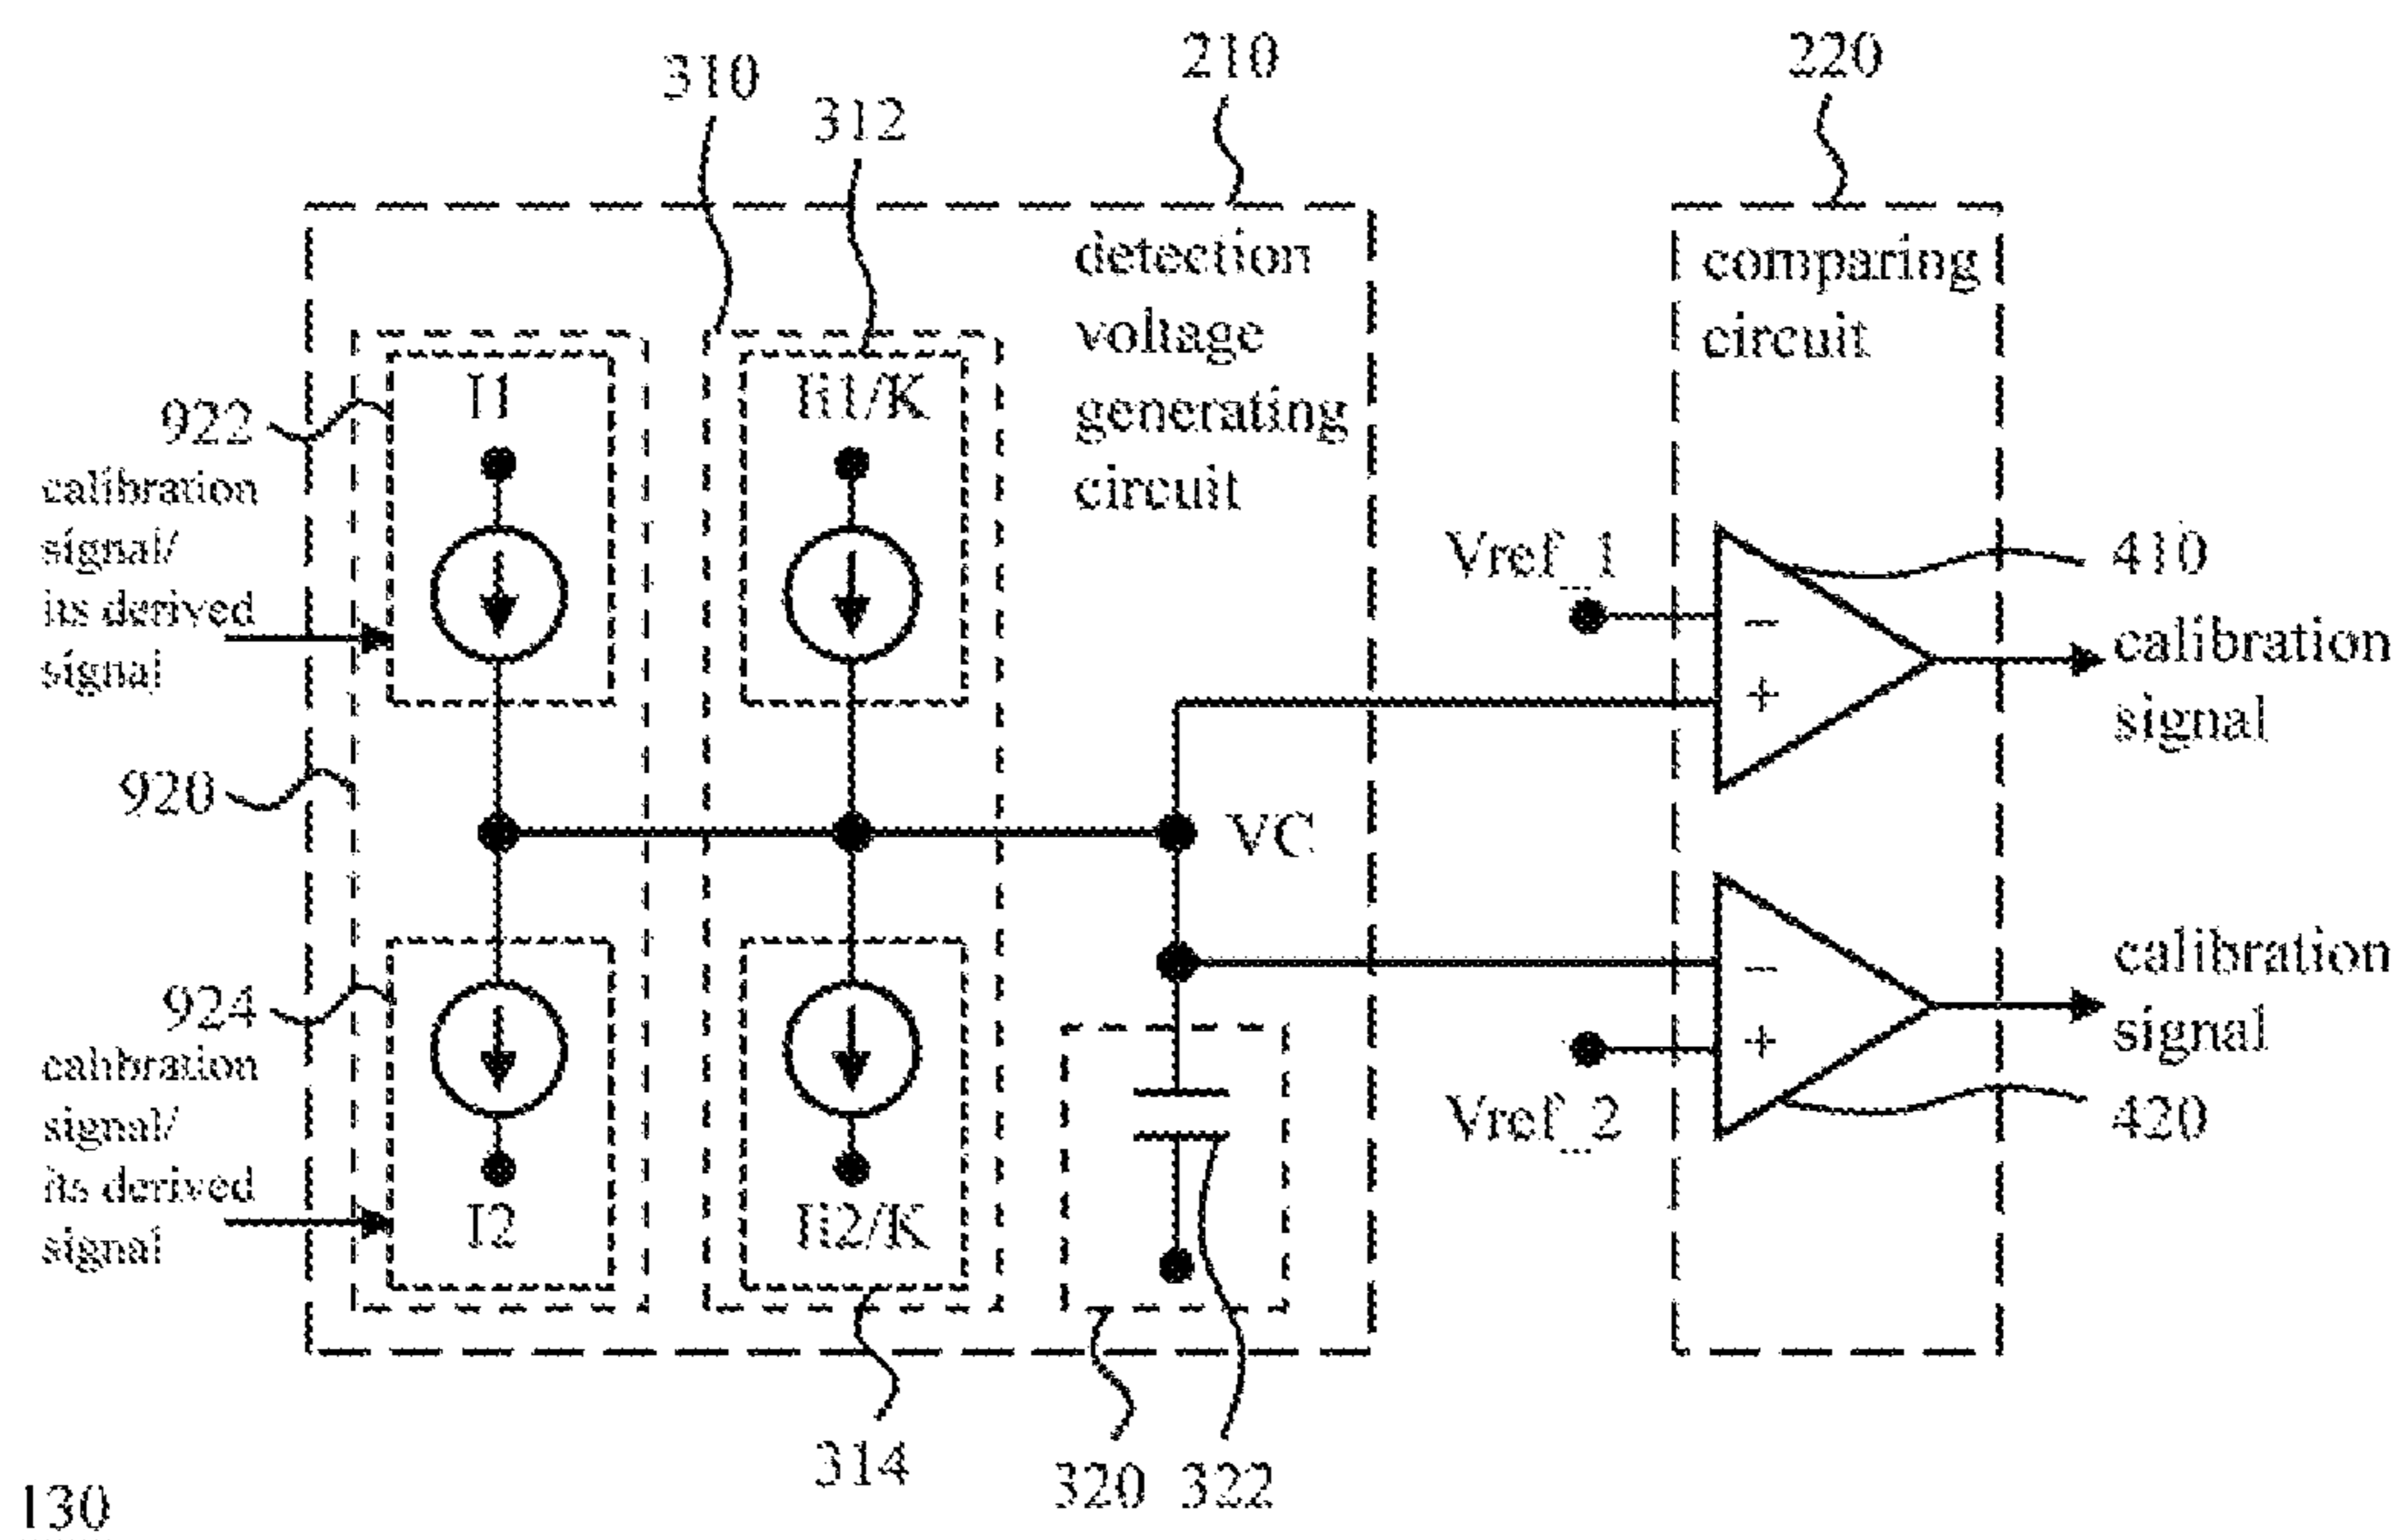 310
210
220
312
detection
voltage
generating
circuit
comparing
circuit
922
I1
Ii1/K
calibration
signal/
its derived
signal
Vref_1
−
+
410
calibration
signal
920
VC
924
calibration
signal/
its derived
signal
I2
Ii2/K
−
+
Vref_2
calibration
signal
420
314
320
322
130